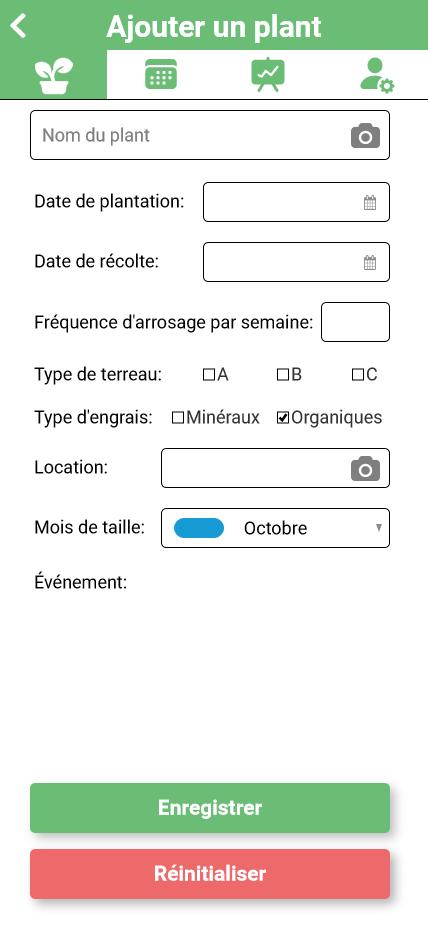 Ajouter un plant
Nom du plant
Date de plantation:
Date de récolte:
Fréquence d'arrosage par semaine:
Type de terreau: A B C
Type d'engrais: Minéraux Organiques
Location:
Mois de taille: Octobre
Événement:
Enregistrer
Réinitialiser